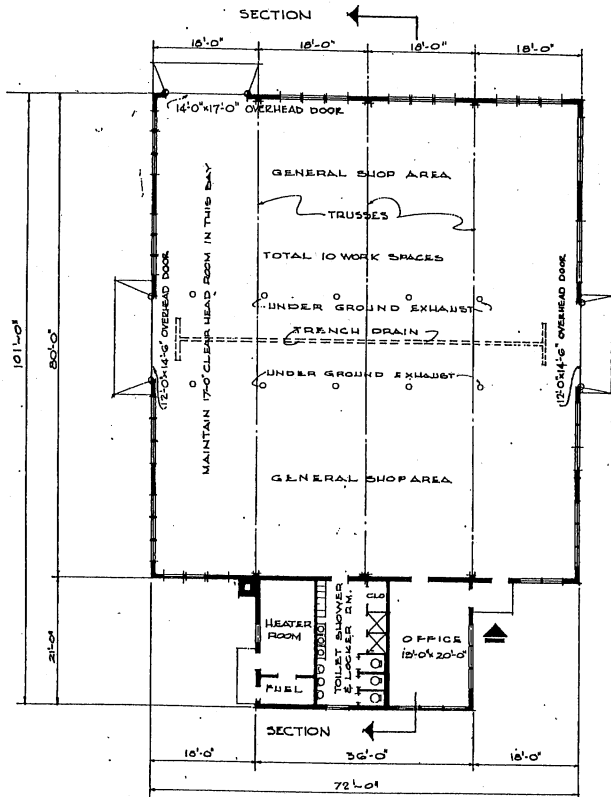 SECTION
18'-0"
18'-0"
18'-0"
18'-0"
14'-0"x17'-0" OVERHEAD DOOR
GENERAL SHOP AREA
TRUSSES
TOTAL 10 WORK SPACES
MAINTAIN 17'-0" CLEAR HEAD ROOM IN THIS BAY
12'-0"x14'-6" OVERHEAD DOOR
12'-0"x14'-6" OVERHEAD DOOR
UNDER GROUND EXHAUST
TRENCH DRAIN
UNDER GROUND EXHAUST
101'-0"
80'-0"
GENERAL SHOP AREA
21'-0"
HEATER
ROOM
FUEL
TOILET SHOWER
& LOCKER RM.
CLO
OFFICE
13'-0"x20'-0"
SECTION
18'-0"
36'-0"
18'-0"
72'-0"